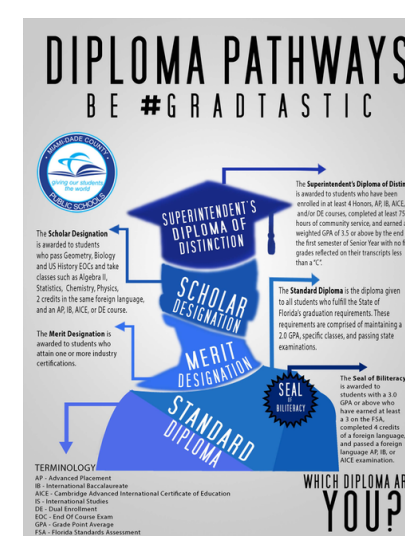 DIPLOMA PATHWAYS
BE #GRADTASTIC
MIAMI-DADE COUNTY
giving our students
the world
PUBLIC SCHOOLS
SUPERINTENDENT'S
DIPLOMA OF
DISTINCTION
The Superintendent's Diploma of Distin
is awarded to students who have been
enrolled in at least 4 Honors, AP, IB, AICE,
and/or DE courses, completed at least 75
hours of community service, and earned a
weighted GPA of 3.5 or above by the end
the first semester of Senior Year with no f
grades reflected on their transcripts less
than a "C".
The Scholar Designation
is awarded to students
who pass Geometry, Biology
and US History EOCs and take
classes such as Algebra II,
Statistics, Chemistry, Physics,
2 credits in the same foreign language,
and an AP, IB, AICE, or DE course.
SCHOLAR
DESIGNATION
The Standard Diploma is the diploma given
to all students who fulfill the State of
Florida's graduation requirements. These
requirements are comprised of maintaining a
2.0 GPA, specific classes, and passing state
examinations.
The Merit Designation is
awarded to students who
attain one or more industry
certifications.
MERIT
DESIGNATION
SEAL
OF
BILITERACY
The Seal of Biliteracy
is awarded to
students with a 3.0
GPA or above who
have earned at least
a 3 on the FSA,
completed 4 credits
of a foreign language,
and passed a foreign
language AP, IB, or
AICE examination.
STANDARD
DIPLOMA
TERMINOLOGY
AP - Advanced Placement
IB - International Baccalaureate
AICE - Cambridge Advanced International Certificate of Education
IS - International Studies
DE - Dual Enrollment
EOC - End Of Course Exam
GPA - Grade Point Average
FSA - Florida Standards Assessment
WHICH DIPLOMA AR
YOU?